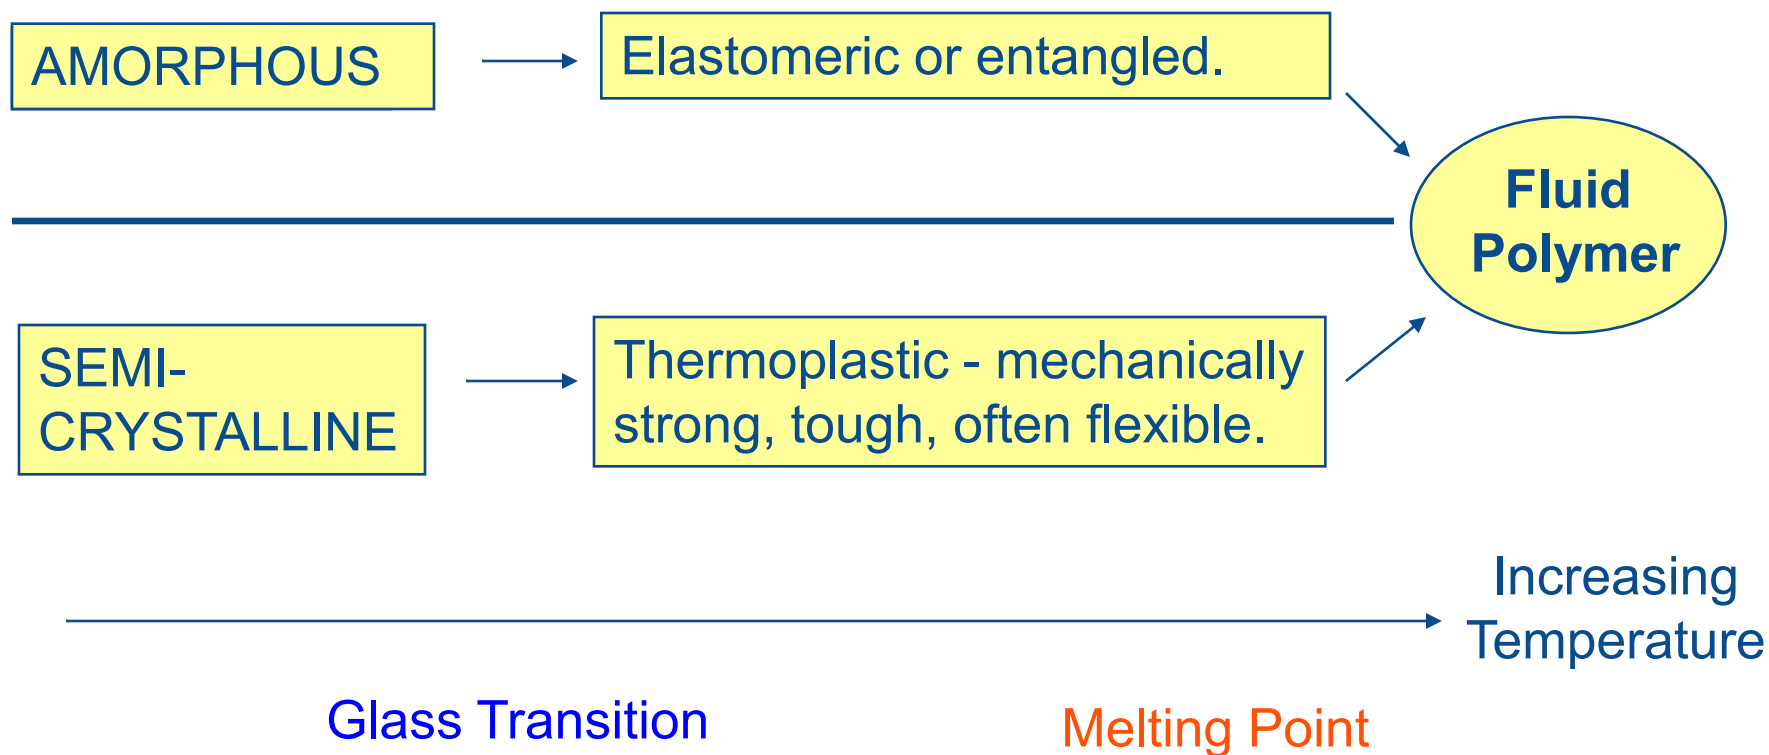 AMORPHOUS
Elastomeric or entangled.
Fluid
Polymer
SEMI-
CRYSTALLINE
Thermoplastic - mechanically
strong, tough, often flexible.
Increasing
Temperature
Glass Transition
Melting Point